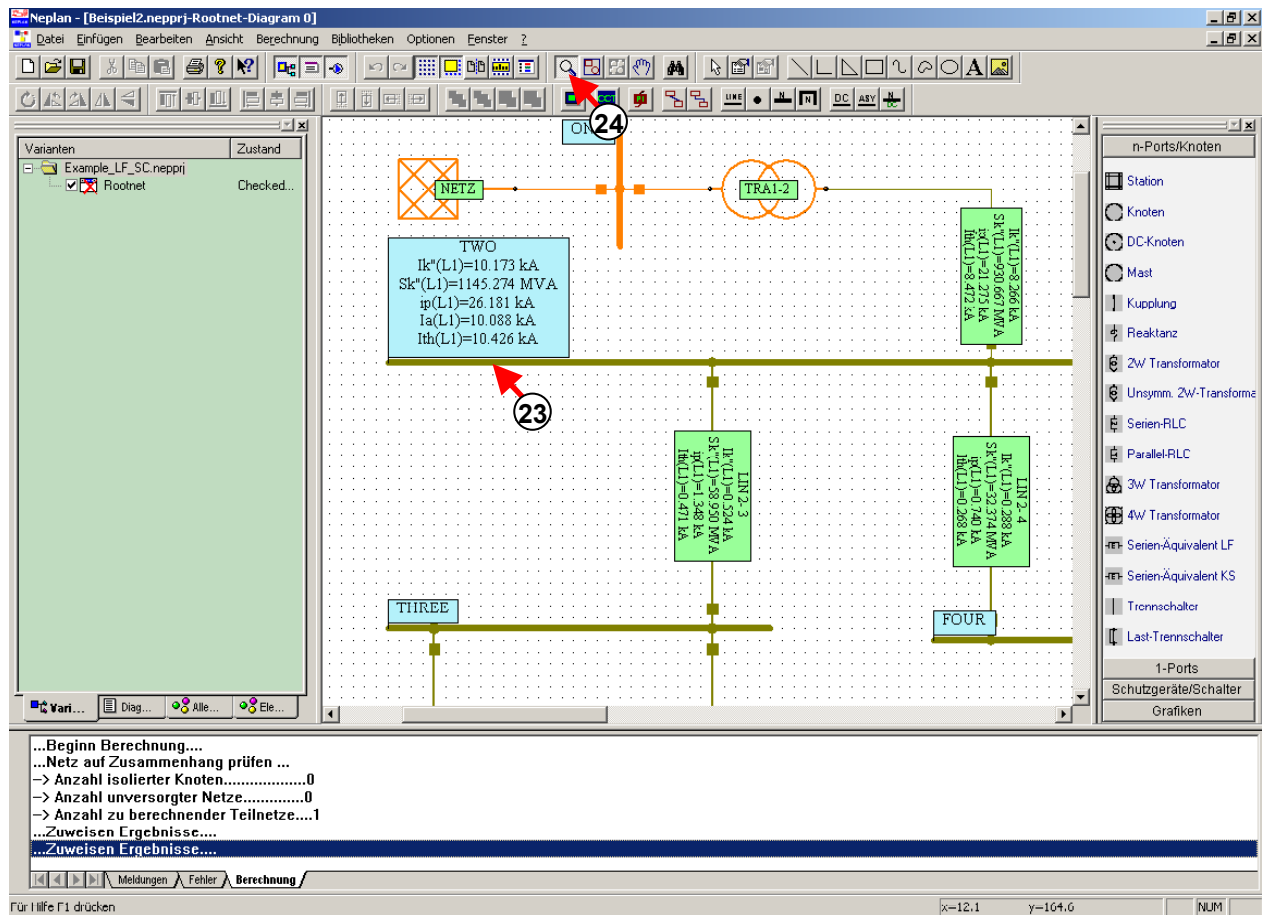 Neplan - [Beispiel2.nepprj-Rootnet-Diagram 0]
Datei Einfügen Bearbeiten Ansicht Berechnung Bibliotheken Optionen Fenster ?
A
LINE N N DC ASY N DC
24
Varianten Zustand
Example_LF_SC.nepprj
Rootnet Checked...
Vari... Diag... Alle... Ele...
NETZ
TRA1-2
Ik"(L1)=8.266 kA
Sk"(L1)=930.667 MVA
ip(L1)=21.275 kA
Ith(L1)=8.472 kA
TWO
Ik"(L1)=10.173 kA
Sk"(L1)=1145.274 MVA
ip(L1)=26.181 kA
Ia(L1)=10.088 kA
Ith(L1)=10.426 kA
23
LIN 2-3
Ik"(L1)=0.524 kA
Sk"(L1)=58.950 MVA
ip(L1)=1.348 kA
Ith(L1)=0.471 kA
LIN 2-4
Ik"(L1)=0.288 kA
Sk"(L1)=32.374 MVA
ip(L1)=0.740 kA
Ith(L1)=0.268 kA
THREE
FOUR
n-Ports/Knoten
Station
Knoten
DC-Knoten
Mast
Kupplung
Reaktanz
2W Transformator
Unsymm. 2W-Transforma
Serien-RLC
Parallel-RLC
3W Transformator
4W Transformator
Serien-Äquivalent LF
Serien-Äquivalent KS
Trennschalter
Last-Trennschalter
1-Ports
Schutzgeräte/Schalter
Grafiken
...Beginn Berechnung....
...Netz auf Zusammenhang prüfen ...
-> Anzahl isolierter Knoten..................0
-> Anzahl unversorgter Netze..............0
-> Anzahl zu berechnender Teilnetze....1
...Zuweisen Ergebnisse....
...Zuweisen Ergebnisse....
Meldungen Fehler Berechnung
Für Hilfe F1 drücken x=12.1 y=164.6 NUM